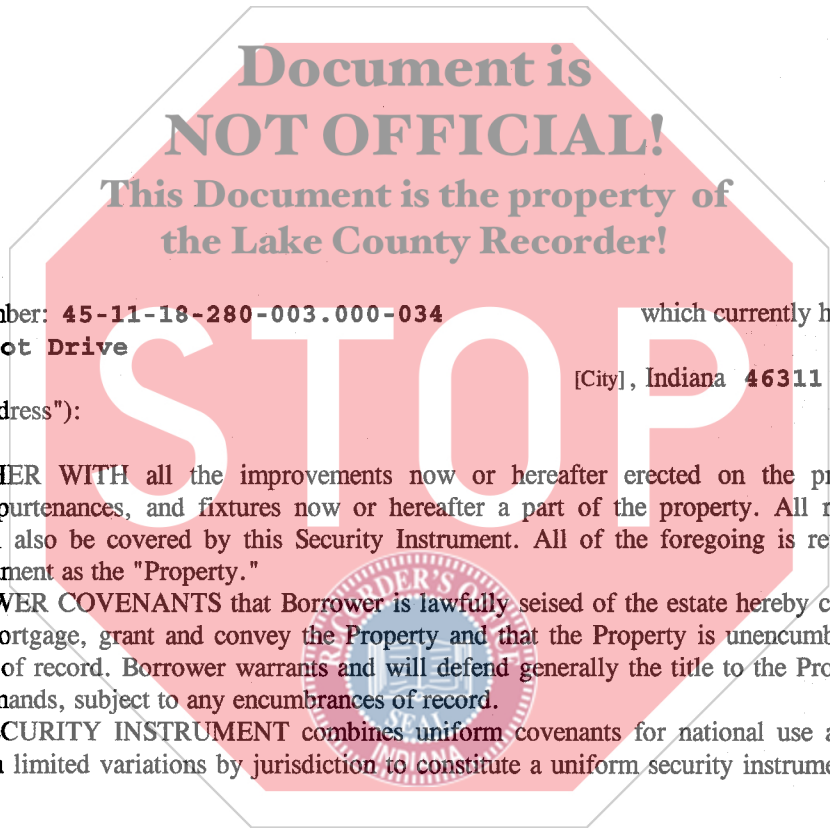 Document is
NOT OFFICIAL!
This Document is the property of
the Lake County Recorder!
nber: 45-11-18-280-003.000-034 which currently h
ot Drive
[City], Indiana 46311
dress"):
STOP
HER WITH all the improvements now or hereafter erected on the pr
purtenances, and fixtures now or hereafter a part of the property. All r
also be covered by this Security Instrument. All of the foregoing is re
ment as the "Property."
WER COVENANTS that Borrower is lawfully seised of the estate hereby c
ortgage, grant and convey the Property and that the Property is unencumb
of record. Borrower warrants and will defend generally the title to the Pro
nands, subject to any encumbrances of record.
CURITY INSTRUMENT combines uniform covenants for national use a
limited variations by jurisdiction to constitute a uniform security instrume
RECORDER'S OFFICE
SEAL
INDIANA